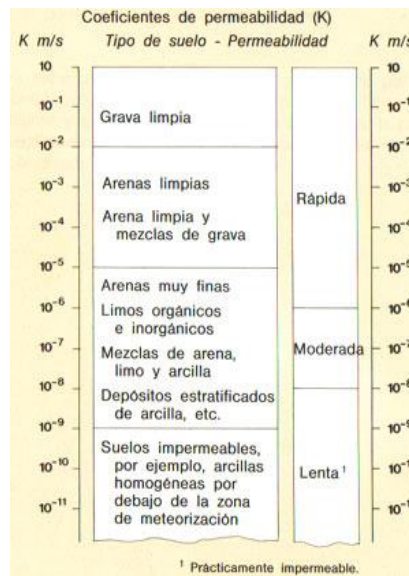 Coeficientes de permeabilidad (K)
K m/s Tipo de suelo - Permeabilidad K m/s
10 10
10⁻¹ 10⁻¹
Grava limpia
10⁻² 10⁻²
Arenas limpias
10⁻³ 10⁻³
Rápida
Arena limpia y
10⁻⁴ 10⁻⁴
mezclas de grava
10⁻⁵ 10⁻⁵
Arenas muy finas
10⁻⁶ 10⁻⁶
Limos orgánicos
e inorgánicos
10⁻⁷ Moderada 10⁻⁷
Mezclas de arena,
limo y arcilla
10⁻⁸ 10⁻⁸
Depósitos estratificados
de arcilla, etc.
10⁻⁹ 10⁻⁹
Suelos impermeables,
por ejemplo, arcillas
10⁻¹⁰ Lenta ¹ 10⁻¹
homogéneas por
debajo de la zona
10⁻¹¹ 10⁻¹
de meteorización
¹ Prácticamente impermeable.